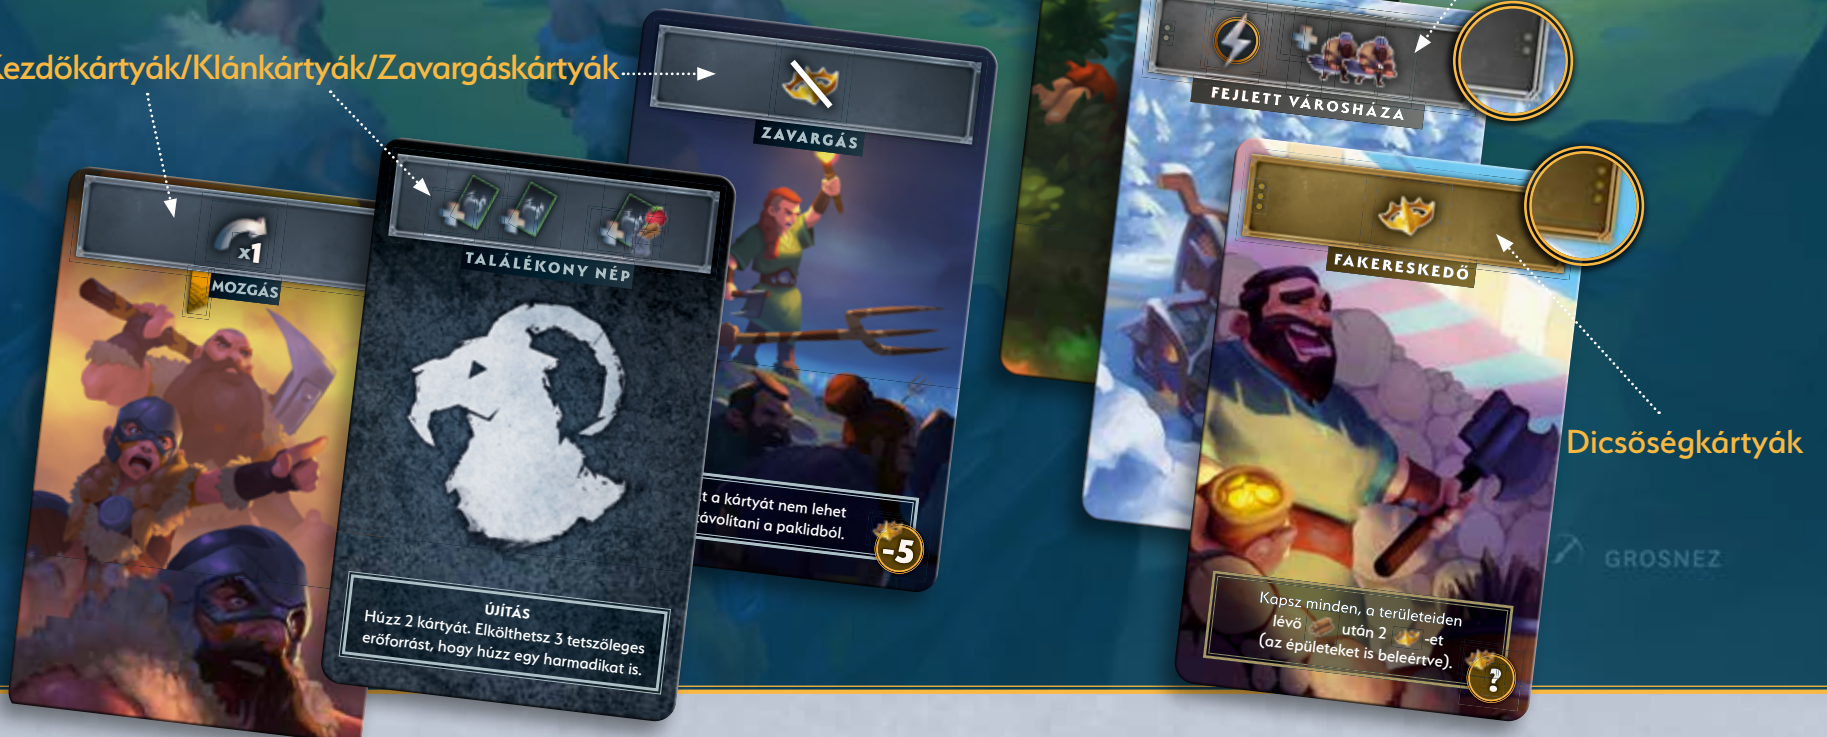 Kezdőkártyák/Klánkártyák/Zavargáskártyák
x1
MOZGÁS
TALÁLÉKONY NÉP
ÚJÍTÁS
Húzz 2 kártyát. Elkölthetsz 3 tetszőleges
erőforrást, hogy húzz egy harmadikat is.
ZAVARGÁS
a kártyát nem lehet
a paklidból.
-5
FEJLETT VÁROSHÁZA
FAKERESKEDŐ
Kapsz minden, a területeiden
lévő után 2 -et
(az épületeket is beleértve).
?
Dicsőségkártyák
GROSNEZ